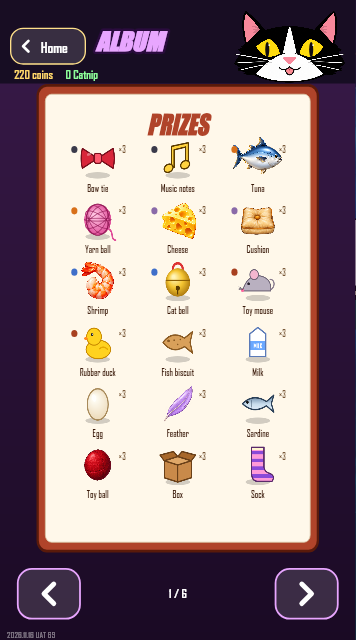 Home
ALBUM
220 coins
0 Catnip
PRIZES
×3 ×3 ×3
Bow tie Music notes Tuna
×3 ×3 ×3
Yarn ball Cheese Cushion
×3 ×3 ×3
Shrimp Cat bell Toy mouse
×3 ×3 ×3
MILK
Rubber duck Fish biscuit Milk
×3 ×3 ×3
Egg Feather Sardine
×3 ×3 ×3
Toy ball Box Sock
1 / 6